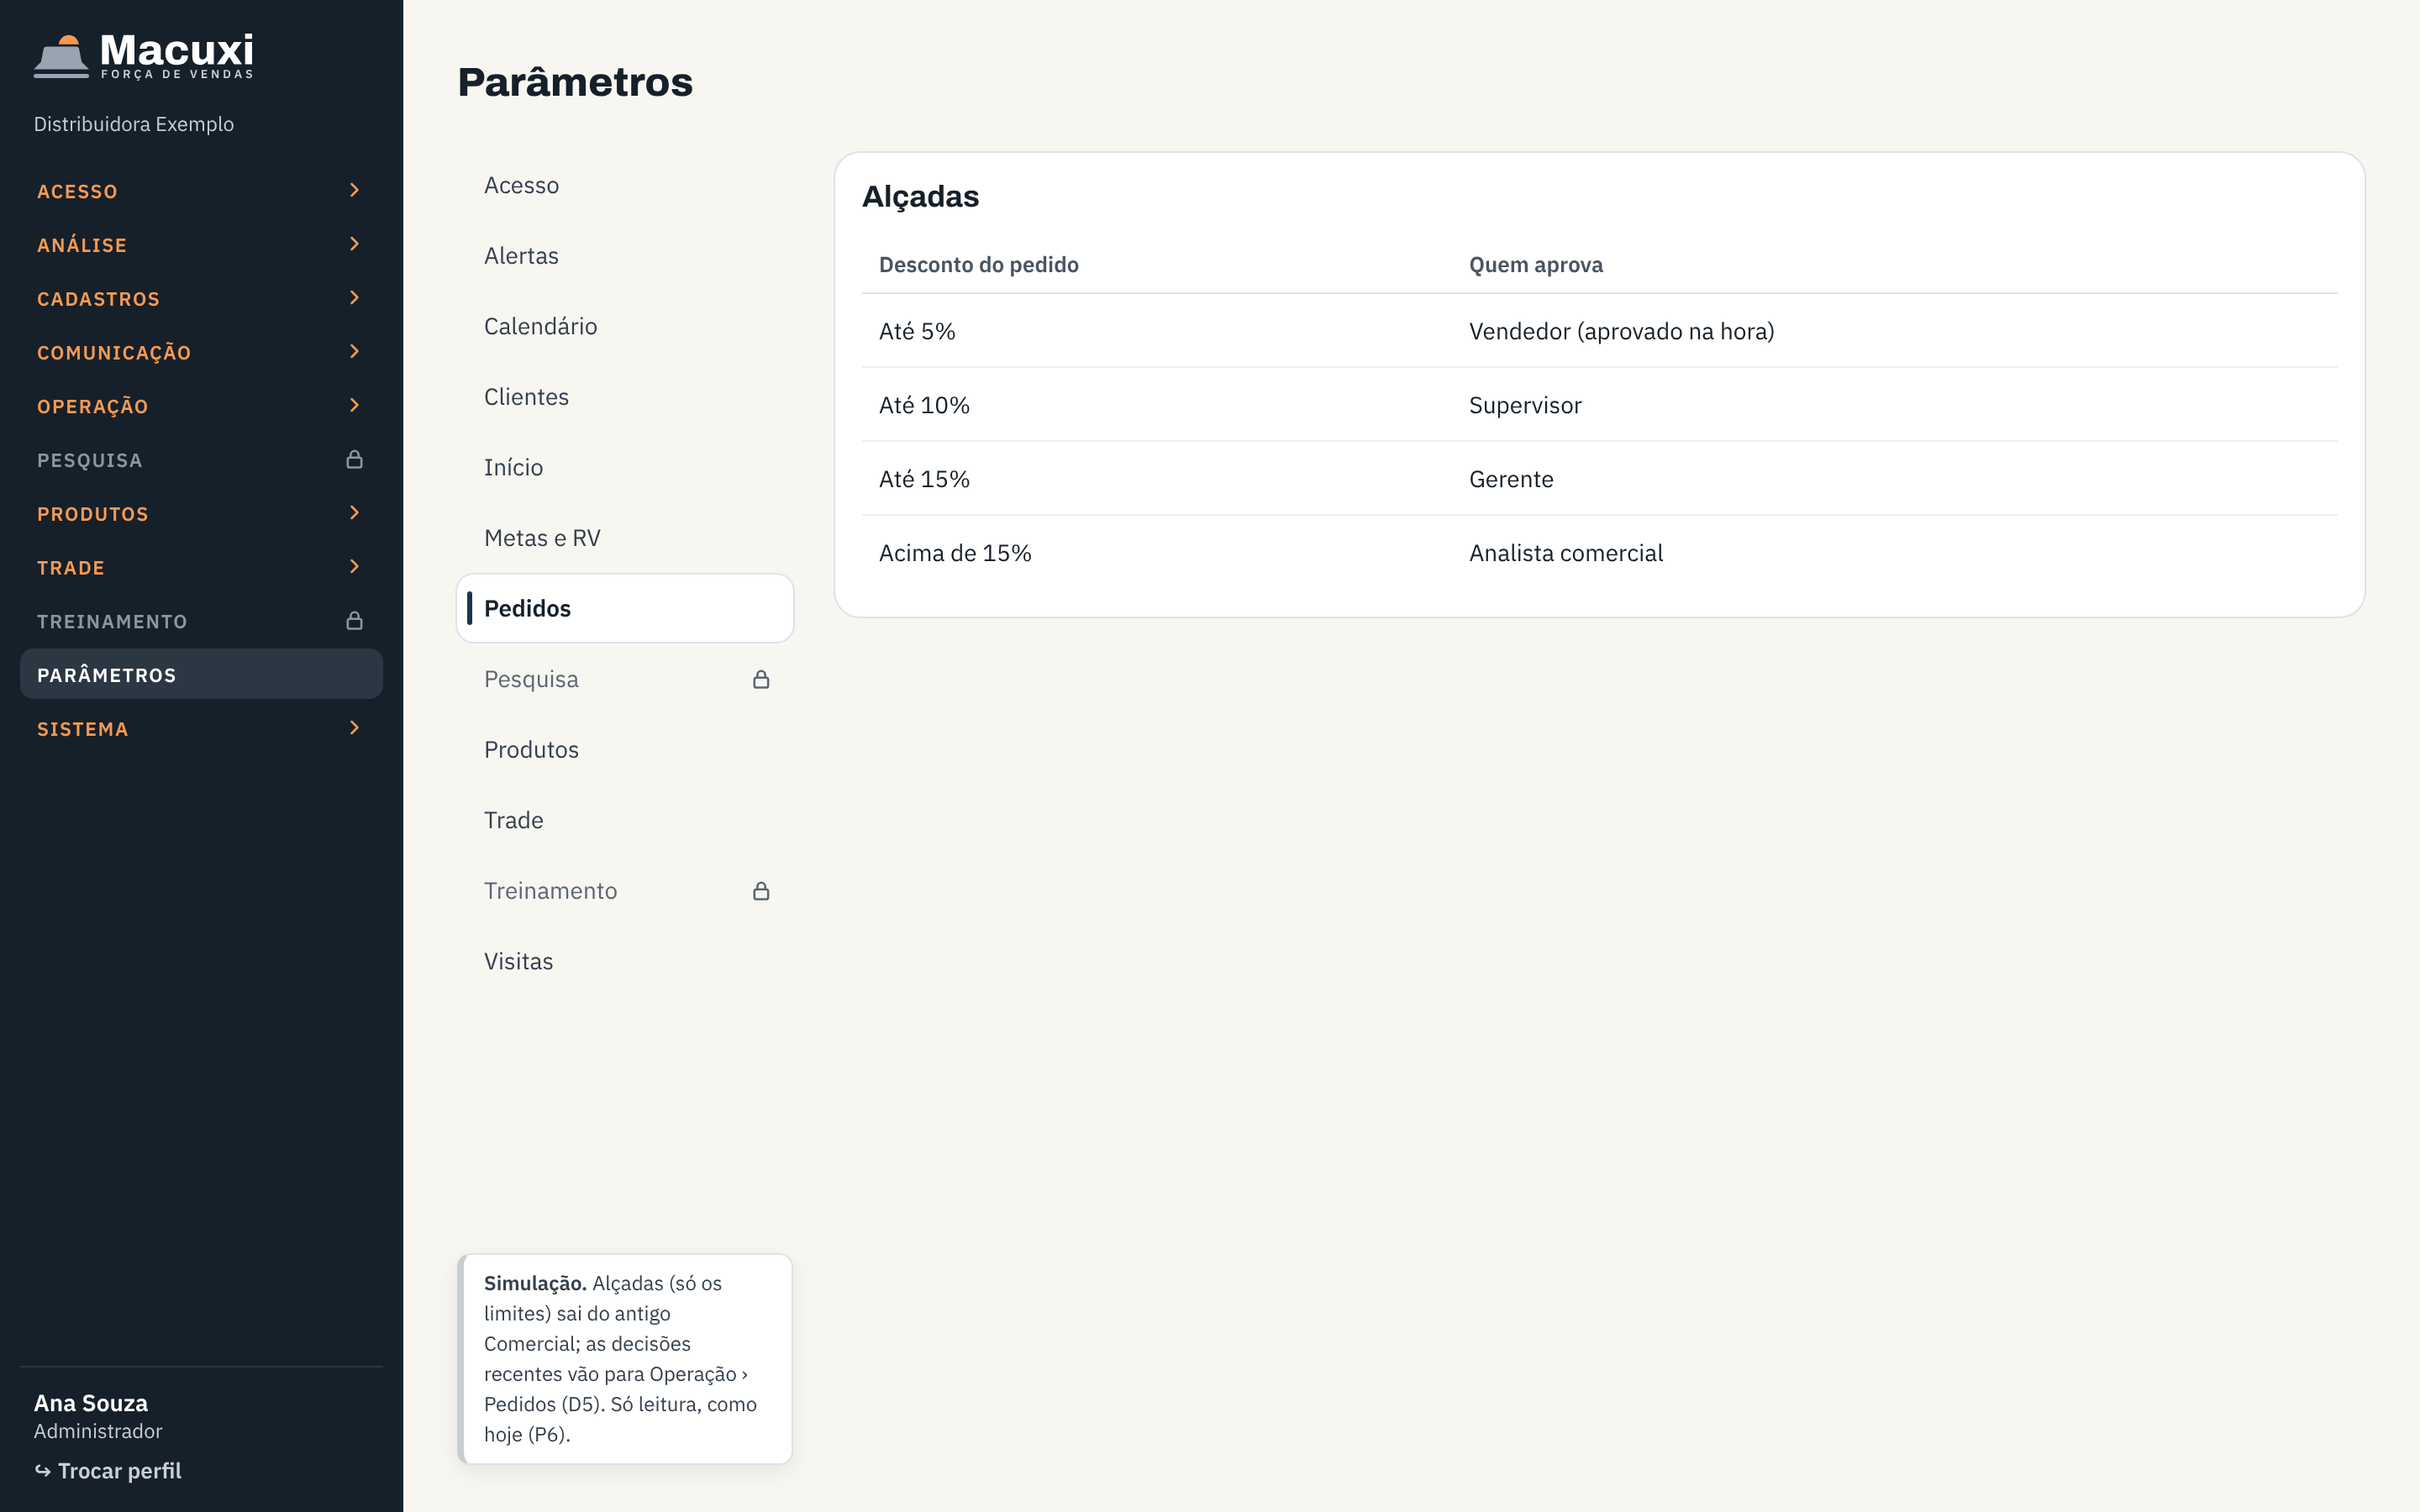 Macuxi
FORÇA DE VENDAS
Distribuidora Exemplo
ACESSO
ANÁLISE
CADASTROS
COMUNICAÇÃO
OPERAÇÃO
PESQUISA
PRODUTOS
TRADE
TREINAMENTO
PARÂMETROS
SISTEMA
Ana Souza
Administrador
↪ Trocar perfil
Parâmetros
Acesso
Alertas
Calendário
Clientes
Início
Metas e RV
Pedidos
Pesquisa
Produtos
Trade
Treinamento
Visitas
Simulação. Alçadas (só os
limites) sai do antigo
Comercial; as decisões
recentes vão para Operação ›
Pedidos (D5). Só leitura, como
hoje (P6).
Alçadas
Desconto do pedido Quem aprova
Até 5% Vendedor (aprovado na hora)
Até 10% Supervisor
Até 15% Gerente
Acima de 15% Analista comercial